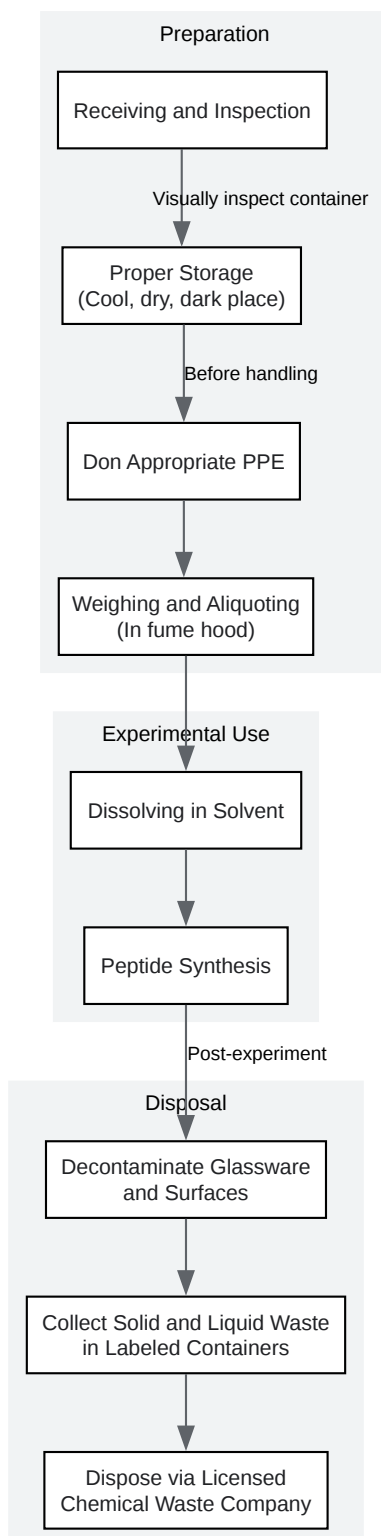 Preparation
Receiving and Inspection
Visually inspect container
Proper Storage
(Cool, dry, dark place)
Before handling
Don Appropriate PPE
Weighing and Aliquoting
(In fume hood)
Experimental Use
Dissolving in Solvent
Peptide Synthesis
Post-experiment
Disposal
Decontaminate Glassware
and Surfaces
Collect Solid and Liquid Waste
in Labeled Containers
Dispose via Licensed
Chemical Waste Company